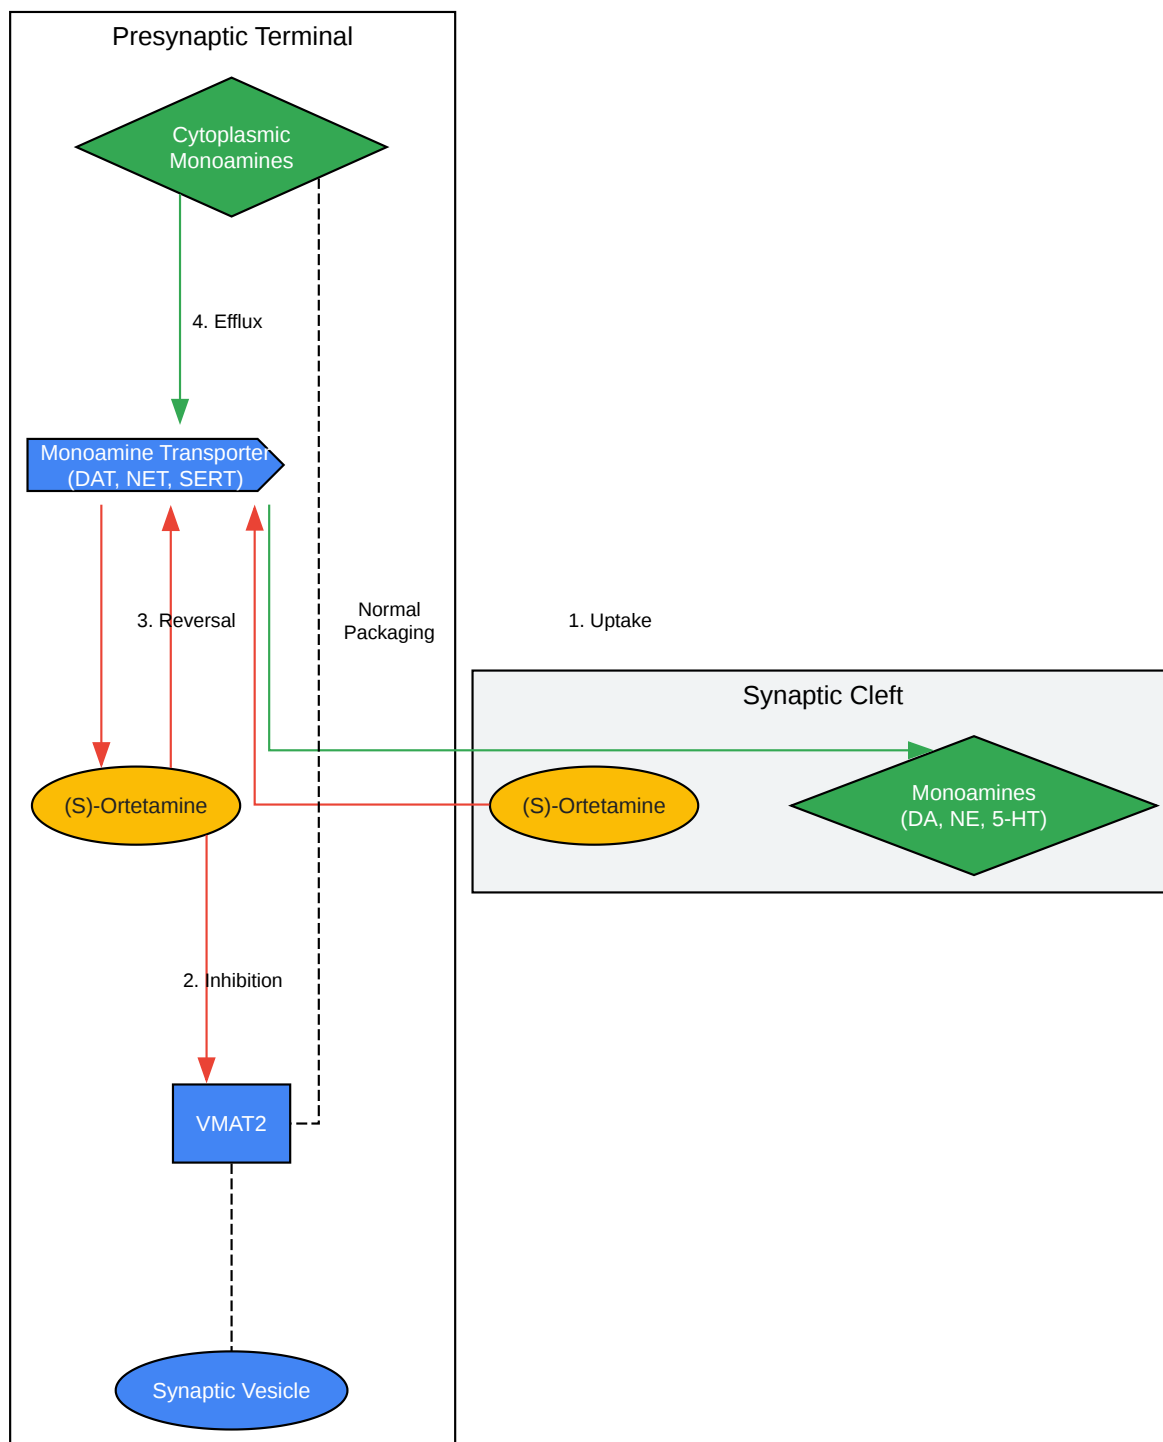 Presynaptic Terminal
Cytoplasmic
Monoamines
4. Efflux
Monoamine Transporter
(DAT, NET, SERT)
3. Reversal
Normal
Packaging
1. Uptake
Synaptic Cleft
(S)-Ortetamine
(S)-Ortetamine
Monoamines
(DA, NE, 5-HT)
2. Inhibition
VMAT2
Synaptic Vesicle